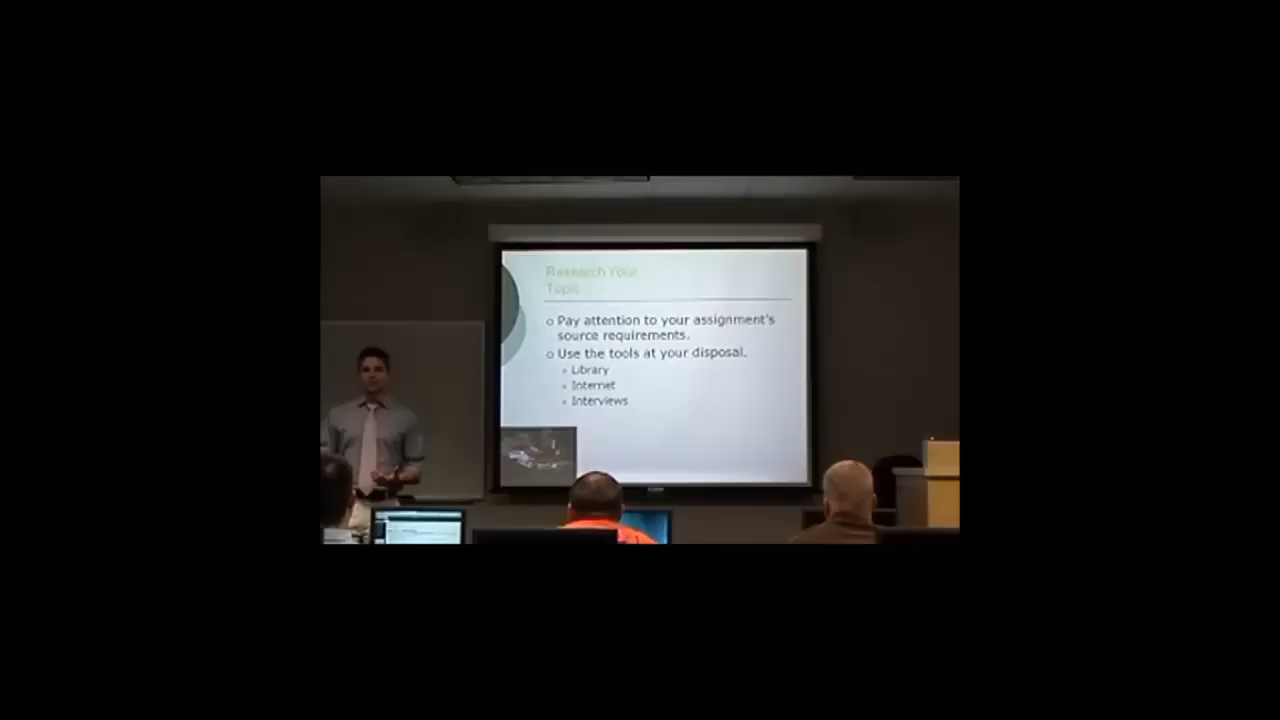 Research Your
Topic
Pay attention to your assignment's
source requirements.
Use the tools at your disposal.
Library
Internet
Interviews